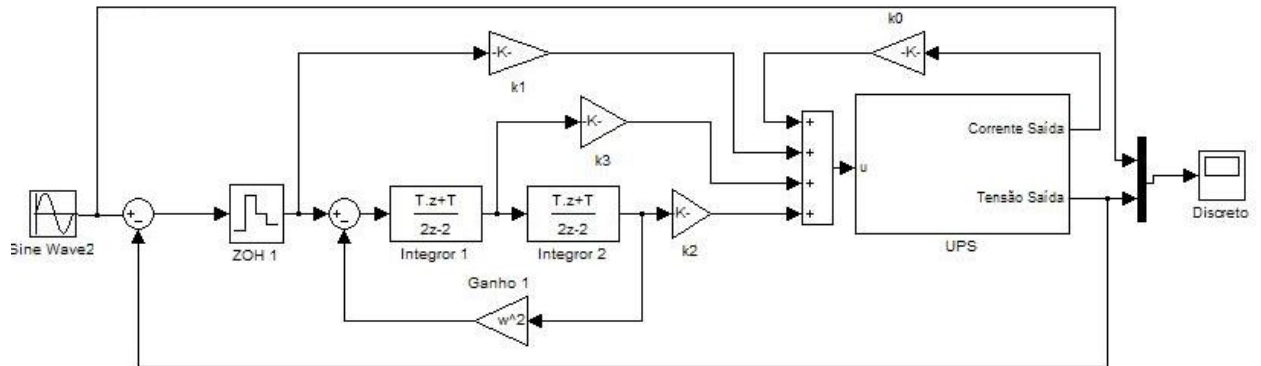 k0
-K-
-K-
k1
Corrente Saída
-K-
k3
u
Tensão Saída
Discreto
UPS
T.z+T
2z-2
T.z+T
2z-2
K-
k2
Sine Wave2
ZOH 1
Integror 1
Integror 2
Ganho 1
w^2